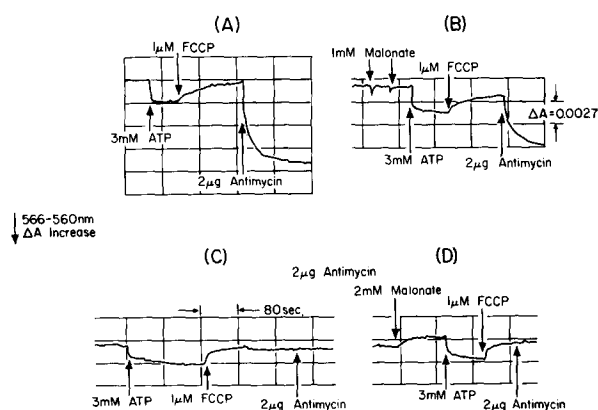 (A)
1μM FCCP
3mM ATP
2μg Antimycin
(B)
1mM Malonate
1μM FCCP
ΔA=0.0027
3mM ATP
2μg Antimycin
566-560nm
ΔA Increase
(C)
2μg Antimycin
80sec.
3mM ATP
1μM FCCP
2μg Antimycin
(D)
2mM Malonate
1μM FCCP
3mM ATP
2μg Antimycin